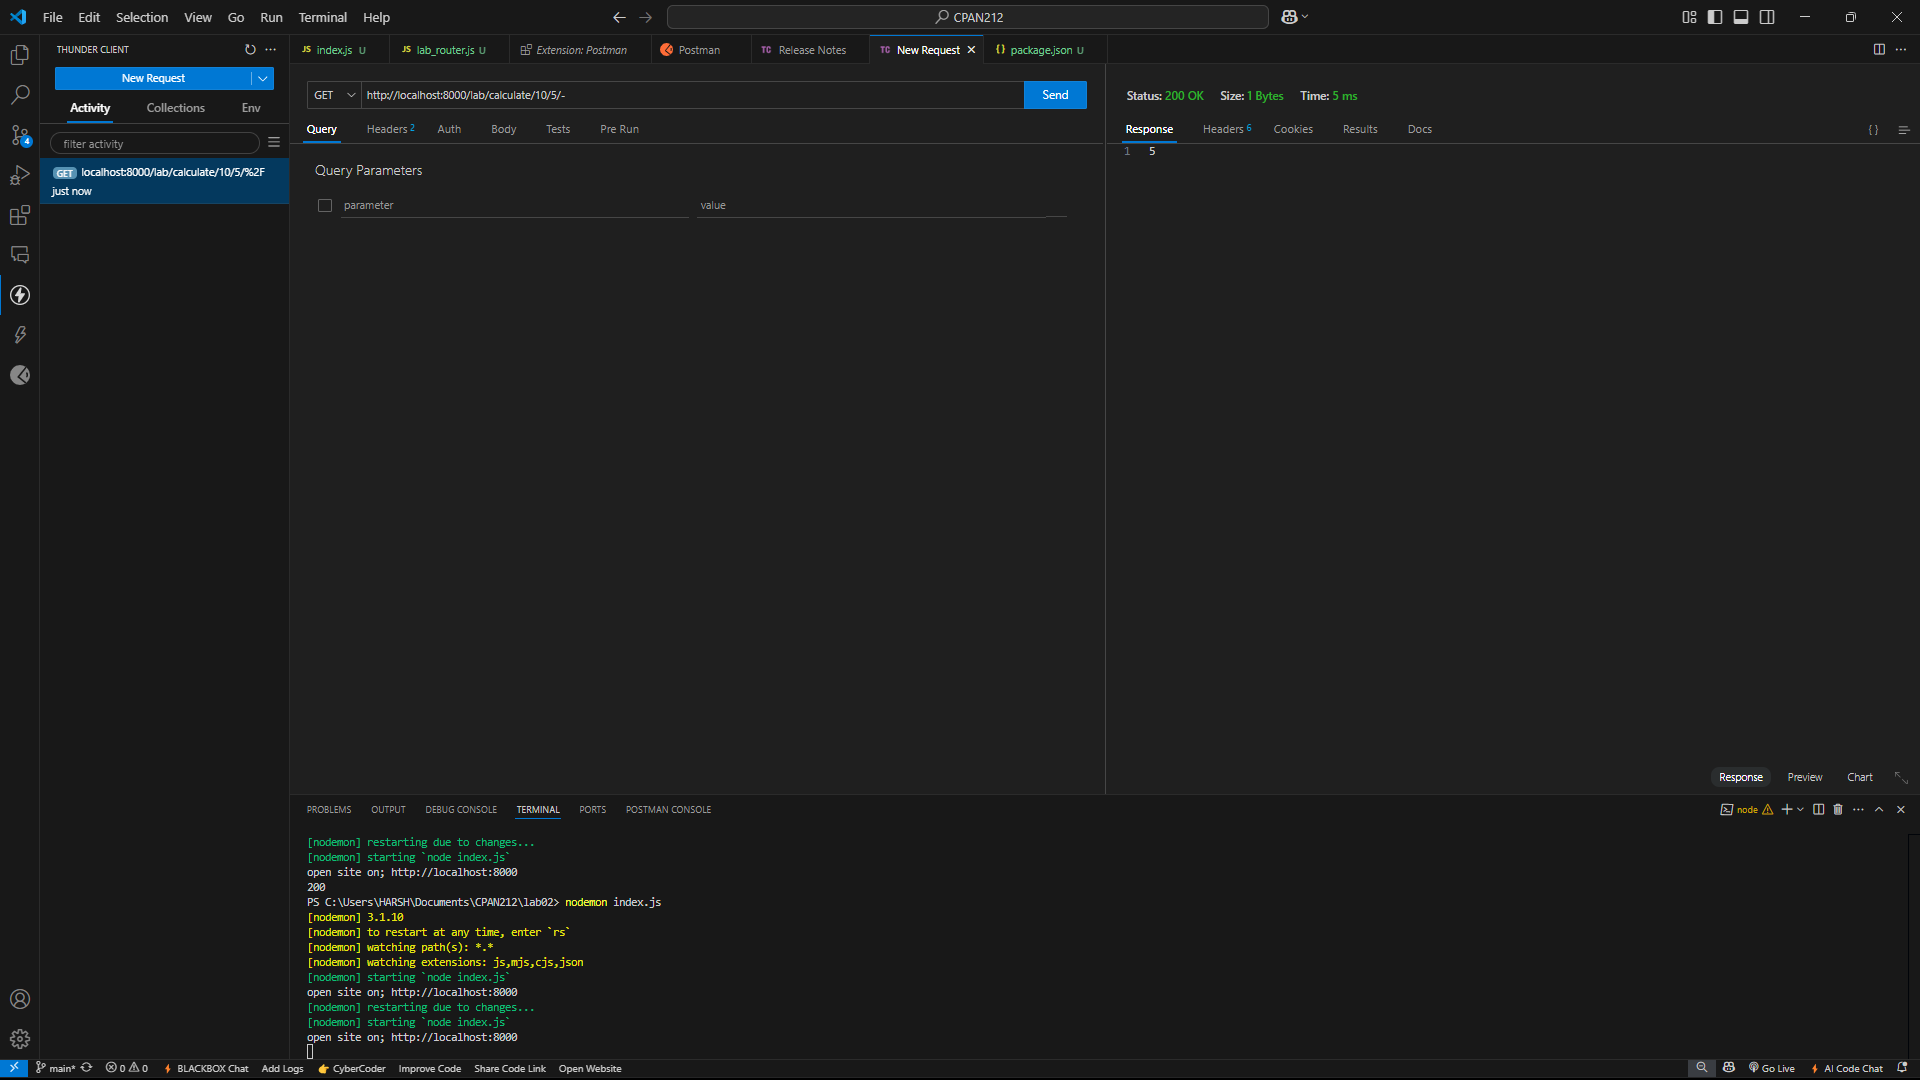 File Edit Selection View Go Run Terminal Help
CPAN212
THUNDER CLIENT
New Request
Activity Collections Env
filter activity
GET localhost:8000/lab/calculate/10/5/%2F
just now
4
JS index.js U
JS lab_router.js U
Extension: Postman
Postman
TC Release Notes
TC New Request
{} package.json U
GET http://localhost:8000/lab/calculate/10/5/- Send
Query Headers 2 Auth Body Tests Pre Run
Query Parameters
parameter value
Status: 200 OK Size: 1 Bytes Time: 5 ms
Response Headers 6 Cookies Results Docs { }
1 5
Response Preview Chart
PROBLEMS OUTPUT DEBUG CONSOLE TERMINAL PORTS POSTMAN CONSOLE
node
[nodemon] restarting due to changes...
[nodemon] starting `node index.js`
open site on; http://localhost:8000
200
PS C:\Users\HARSH\Documents\CPAN212\lab02> nodemon index.js
[nodemon] 3.1.10
[nodemon] to restart at any time, enter `rs`
[nodemon] watching path(s): *.*
[nodemon] watching extensions: js,mjs,cjs,json
[nodemon] starting `node index.js`
open site on; http://localhost:8000
[nodemon] restarting due to changes...
[nodemon] starting `node index.js`
open site on; http://localhost:8000
main* 0 0 BLACKBOX Chat Add Logs CyberCoder Improve Code Share Code Link Open Website Go Live AI Code Chat